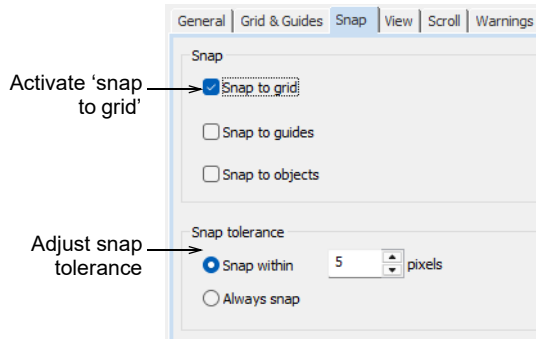 General Grid & Guides Snap View Scroll Warnings
Snap
Activate ‘snap
to grid’
Snap to grid
Snap to guides
Snap to objects
Snap tolerance
Adjust snap
tolerance
Snap within 5 pixels
Always snap